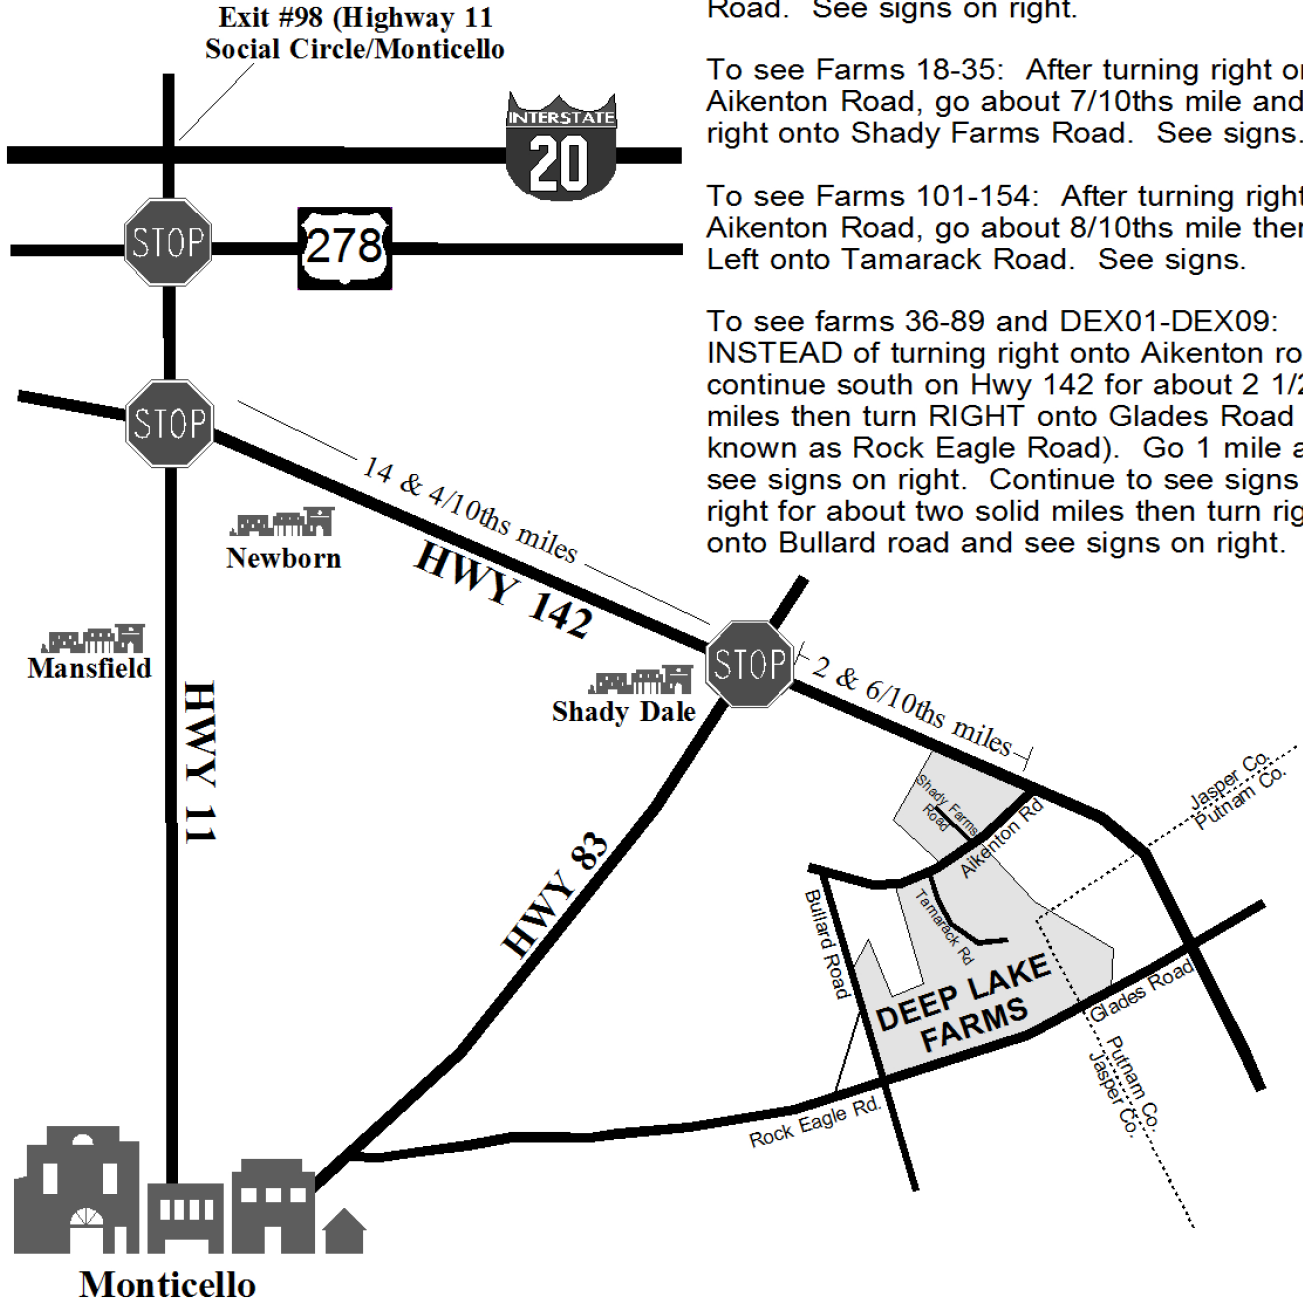 Exit #98 (Highway 11
Social Circle/Monticello
Road. See signs on right.
To see Farms 18-35: After turning right
Aikenton Road, go about 7/10ths mile and
right onto Shady Farms Road. See signs.
To see Farms 101-154: After turning right
Aikenton Road, go about 8/10ths mile
Left onto Tamarack Road. See signs.
To see farms 36-89 and DEX01-DEX09:
INSTEAD of turning right onto Aikenton
continue south on Hwy 142 for about 2 1/2
miles then turn RIGHT onto Glades Road
known as Rock Eagle Road). Go 1 mile
see signs on right. Continue to see signs
right for about two solid miles then turn
onto Bullard road and see signs on right.
INTERSTATE
20
STOP
278
STOP
14 & 4/10ths miles
HWY 142
Newborn
Mansfield
HWY 11
STOP
Shady Dale
2 & 6/10ths miles
HWY 83
Shady Farms
Road
Aikenton Rd
Jasper Co.
Putnam Co.
Bullard Road
Tamarack Rd
DEEP LAKE
FARMS
Glades Road
Putnam Co.
Jasper Co.
Rock Eagle Rd.
Monticello